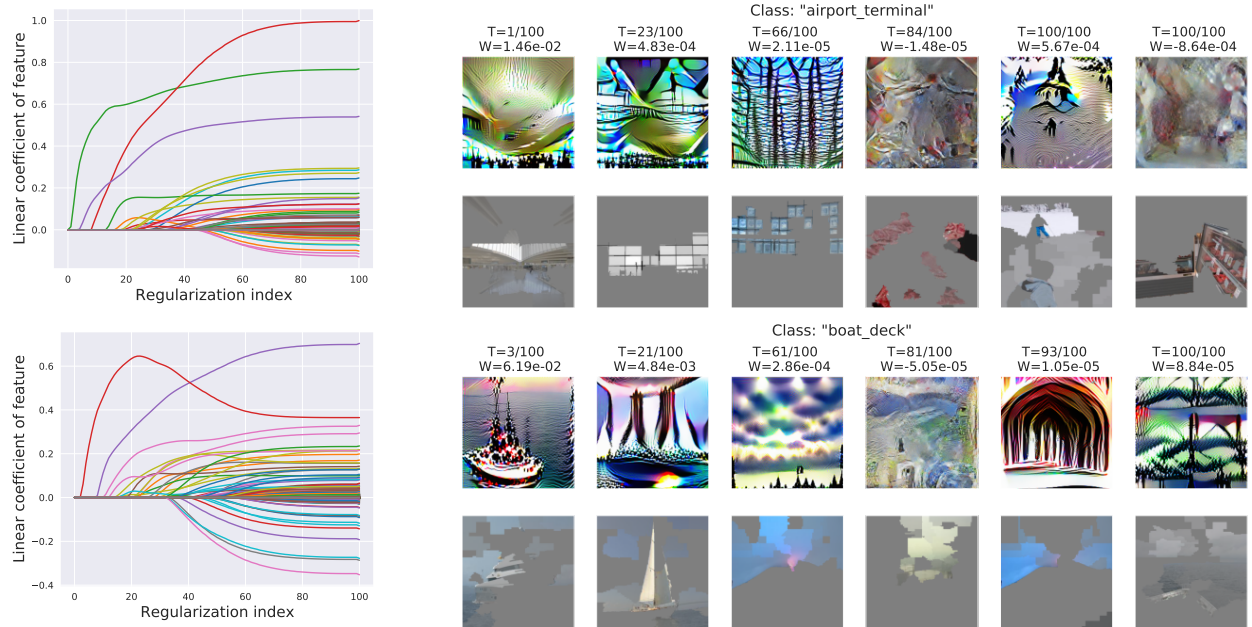 Linear coefficient of feature
1.0
0.8
0.6
0.4
0.2
0.0
0 20 40 60 80 100
Regularization index
Class: "airport_terminal"
T=1/100 T=23/100 T=66/100 T=84/100 T=100/100 T=100/100
W=1.46e-02 W=4.83e-04 W=2.11e-05 W=-1.48e-05 W=5.67e-04 W=-8.64e-04
Linear coefficient of feature
0.6
0.4
0.2
0.0
−0.2
−0.4
0 20 40 60 80 100
Regularization index
Class: "boat_deck"
T=3/100 T=21/100 T=61/100 T=81/100 T=93/100 T=100/100
W=6.19e-02 W=4.84e-03 W=2.86e-04 W=-5.05e-05 W=1.05e-05 W=8.84e-05